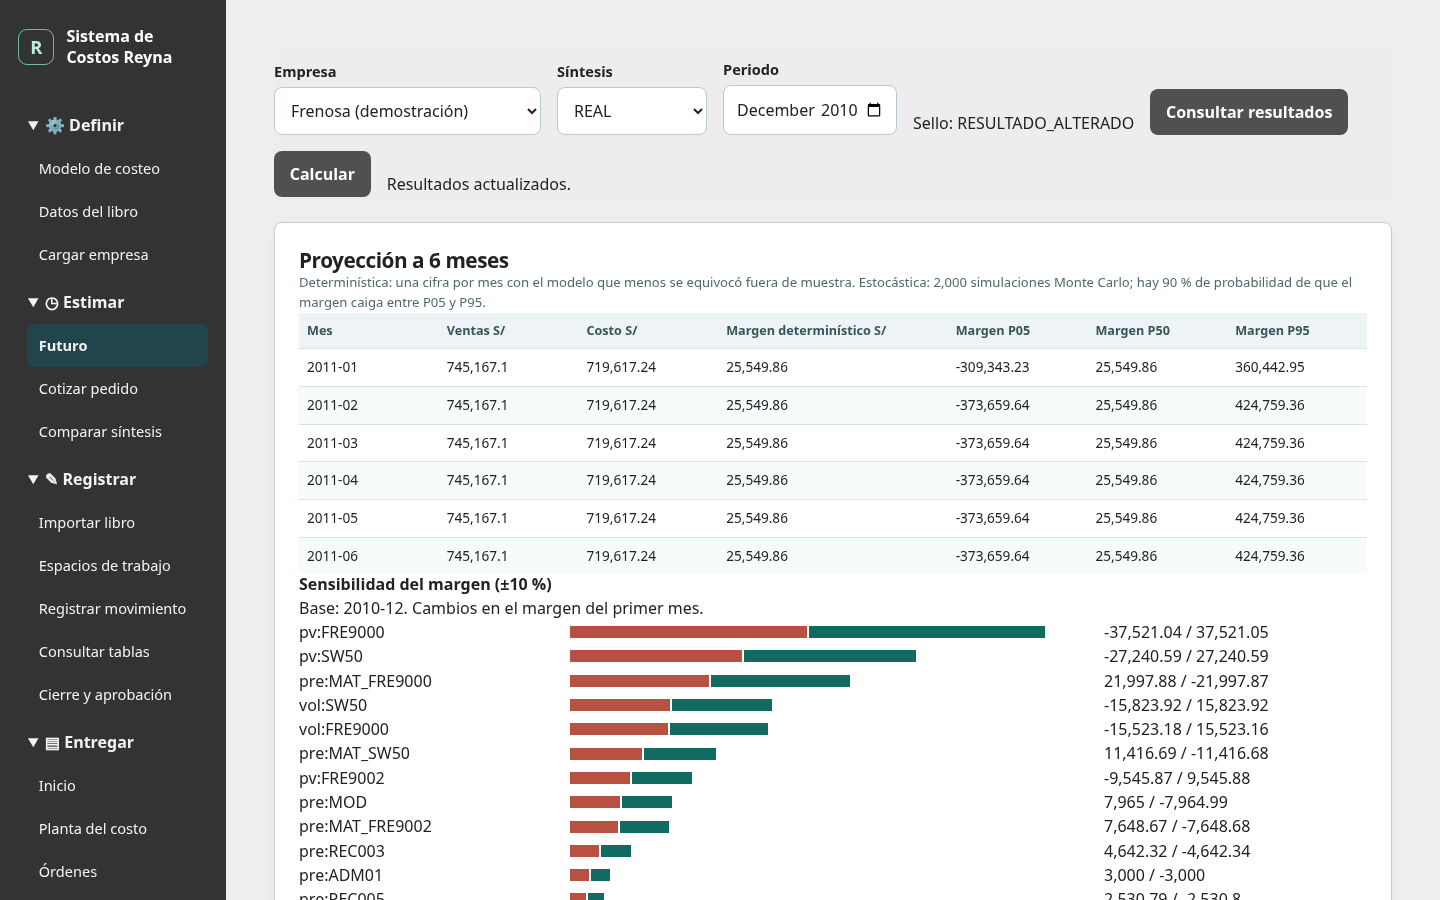 R
Sistema de
Costos Reyna
Definir
Modelo de costeo
Datos del libro
Cargar empresa
Estimar
Futuro
Cotizar pedido
Comparar síntesis
Registrar
Importar libro
Espacios de trabajo
Registrar movimiento
Consultar tablas
Cierre y aprobación
Entregar
Inicio
Planta del costo
Órdenes
Empresa
Síntesis
Periodo
Frenosa (demostración)
REAL
December 2010
Sello: RESULTADO_ALTERADO
Consultar resultados
Calcular
Resultados actualizados.
Proyección a 6 meses
Determinística: una cifra por mes con el modelo que menos se equivocó fuera de muestra. Estocástica: 2,000 simulaciones Monte Carlo; hay 90 % de probabilidad de que el
margen caiga entre P05 y P95.
Mes Ventas S/ Costo S/ Margen determinístico S/ Margen P05 Margen P50 Margen P95
2011-01 745,167.1 719,617.24 25,549.86 -309,343.23 25,549.86 360,442.95
2011-02 745,167.1 719,617.24 25,549.86 -373,659.64 25,549.86 424,759.36
2011-03 745,167.1 719,617.24 25,549.86 -373,659.64 25,549.86 424,759.36
2011-04 745,167.1 719,617.24 25,549.86 -373,659.64 25,549.86 424,759.36
2011-05 745,167.1 719,617.24 25,549.86 -373,659.64 25,549.86 424,759.36
2011-06 745,167.1 719,617.24 25,549.86 -373,659.64 25,549.86 424,759.36
Sensibilidad del margen (±10 %)
Base: 2010-12. Cambios en el margen del primer mes.
pv:FRE9000 -37,521.04 / 37,521.05
pv:SW50 -27,240.59 / 27,240.59
pre:MAT_FRE9000 21,997.88 / -21,997.87
vol:SW50 -15,823.92 / 15,823.92
vol:FRE9000 -15,523.18 / 15,523.16
pre:MAT_SW50 11,416.69 / -11,416.68
pv:FRE9002 -9,545.87 / 9,545.88
pre:MOD 7,965 / -7,964.99
pre:MAT_FRE9002 7,648.67 / -7,648.68
pre:REC003 4,642.32 / -4,642.34
pre:ADM01 3,000 / -3,000
pre:REC005 2,530.79 / -2,530.8